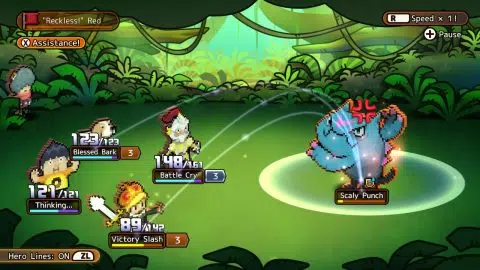 "Reckless!" Red
R Speed × 1!
X Assistance!
+ Pause
123/123
Blessed Bark 3
148/161
Battle Cry 3
121/121
Thinking...
89/142
Victory Slash 3
Scaly Punch
Hero Lines: ON ZL